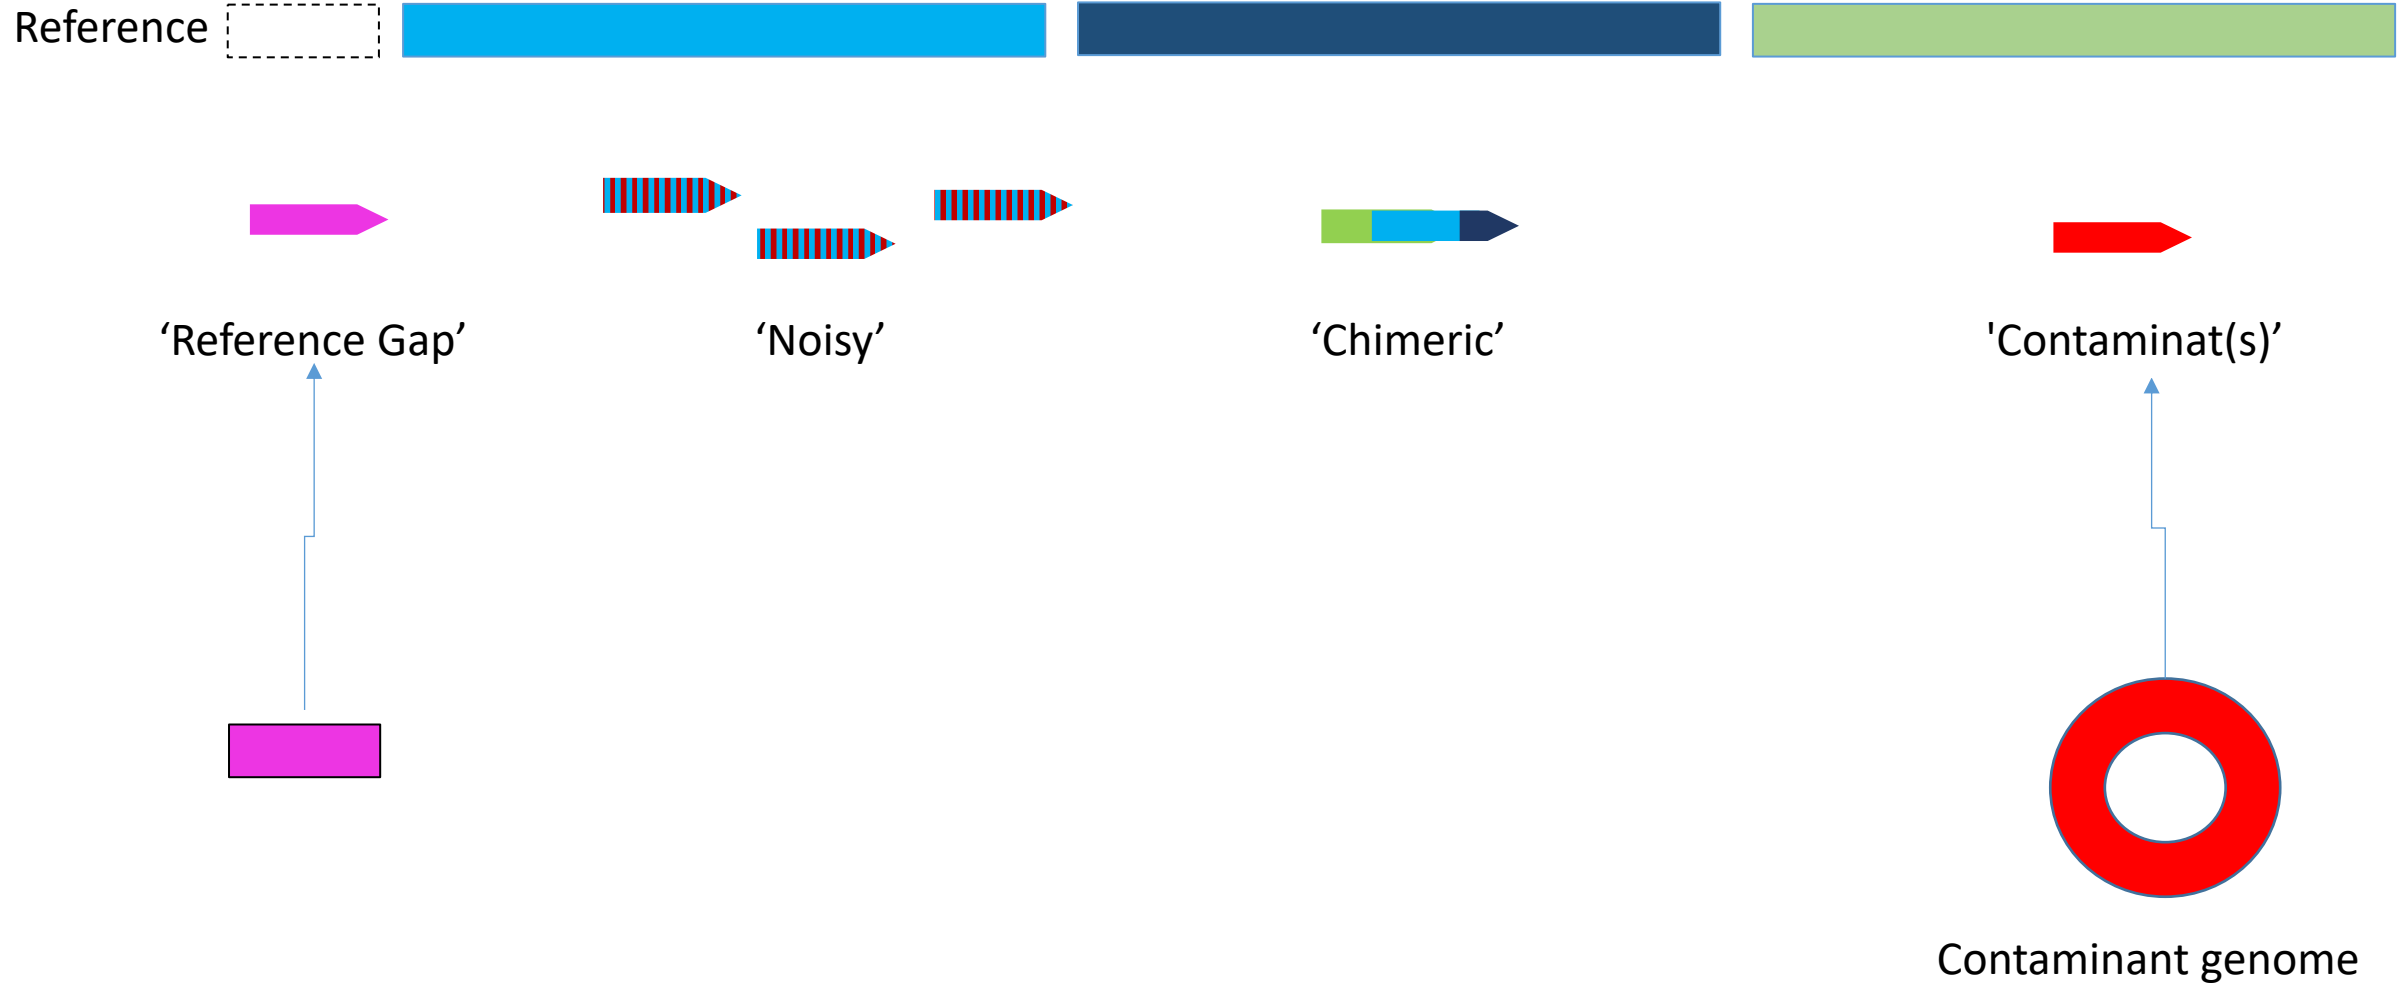 Reference
‘Reference Gap’
‘Noisy’
‘Chimeric’
'Contaminat(s)’
Contaminant genome